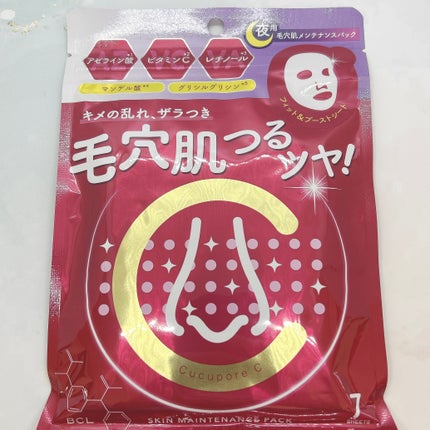 夜用
毛穴肌メンテナンスパック
アゼライン酸
ビタミンC
レチノール
マンデル酸
グリシルグリシン
フィット&ブーストシート
キメの乱れ、ザラつき
毛穴肌つる
ツヤ!
Cucupore C
BCL
SKIN MAINTENANCE PACK
7
SHEETS